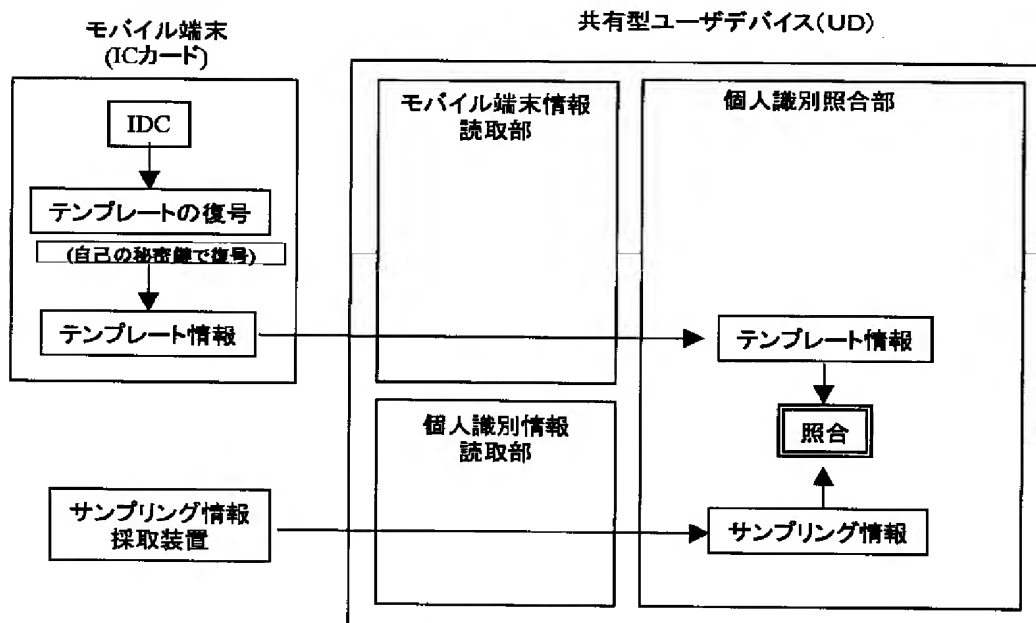 共有型ユーザデバイス(UD)
モバイル端末
(ICカード)
IDC
テンプレートの復号
(自己の秘密鍵で復号)
テンプレート情報
モバイル端末情報
読取部
個人識別照合部
テンプレート情報
照合
個人識別情報
読取部
サンプリング情報
採取装置
サンプリング情報